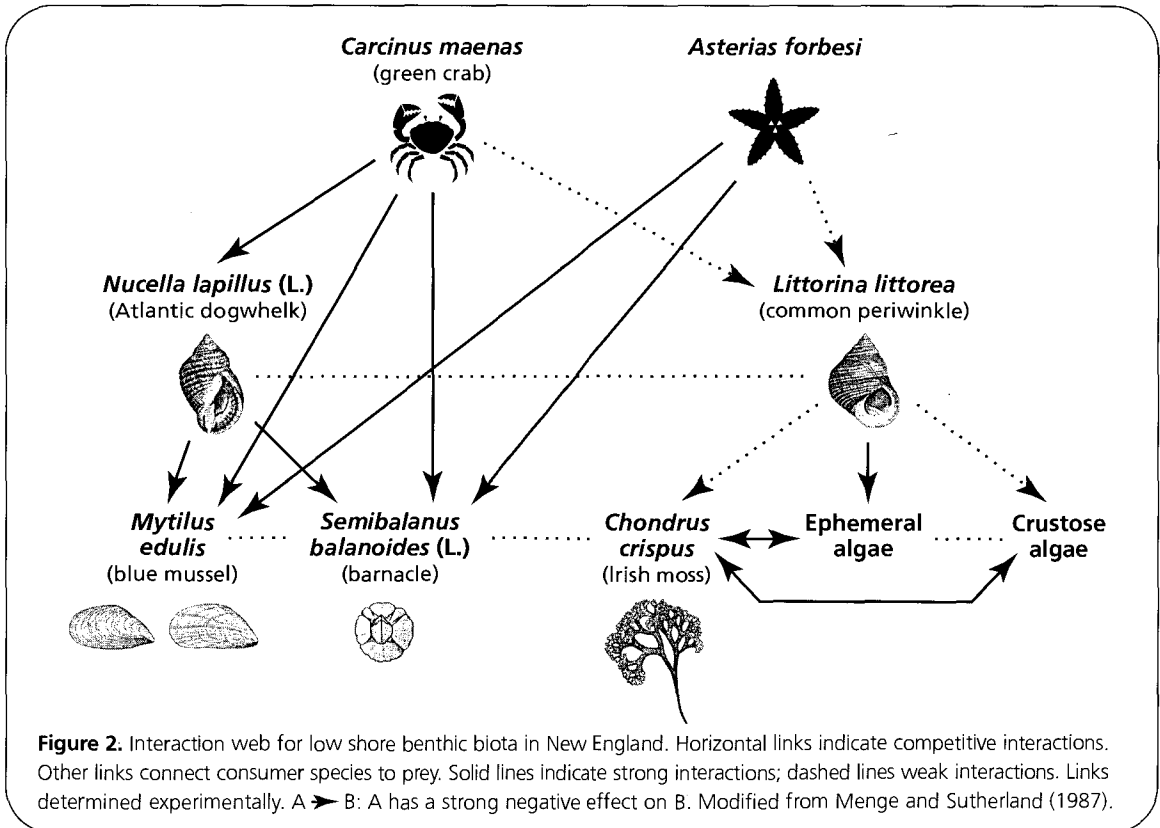 Carcinus maenas
(green crab)
Asterias forbesi
Nucella lapillus (L.)
(Atlantic dogwhelk)
Littorina littorea
(common periwinkle)
Mytilus
edulis
(blue mussel)
Semibalanus
balanoides (L.)
(barnacle)
Chondrus
crispus
(Irish moss)
Ephemeral
algae
Crustose
algae
Figure 2. Interaction web for low shore benthic biota in New England. Horizontal links indicate competitive interactions.
Other links connect consumer species to prey. Solid lines indicate strong interactions; dashed lines weak interactions. Links
determined experimentally. A ➤ B: A has a strong negative effect on B. Modified from Menge and Sutherland (1987).